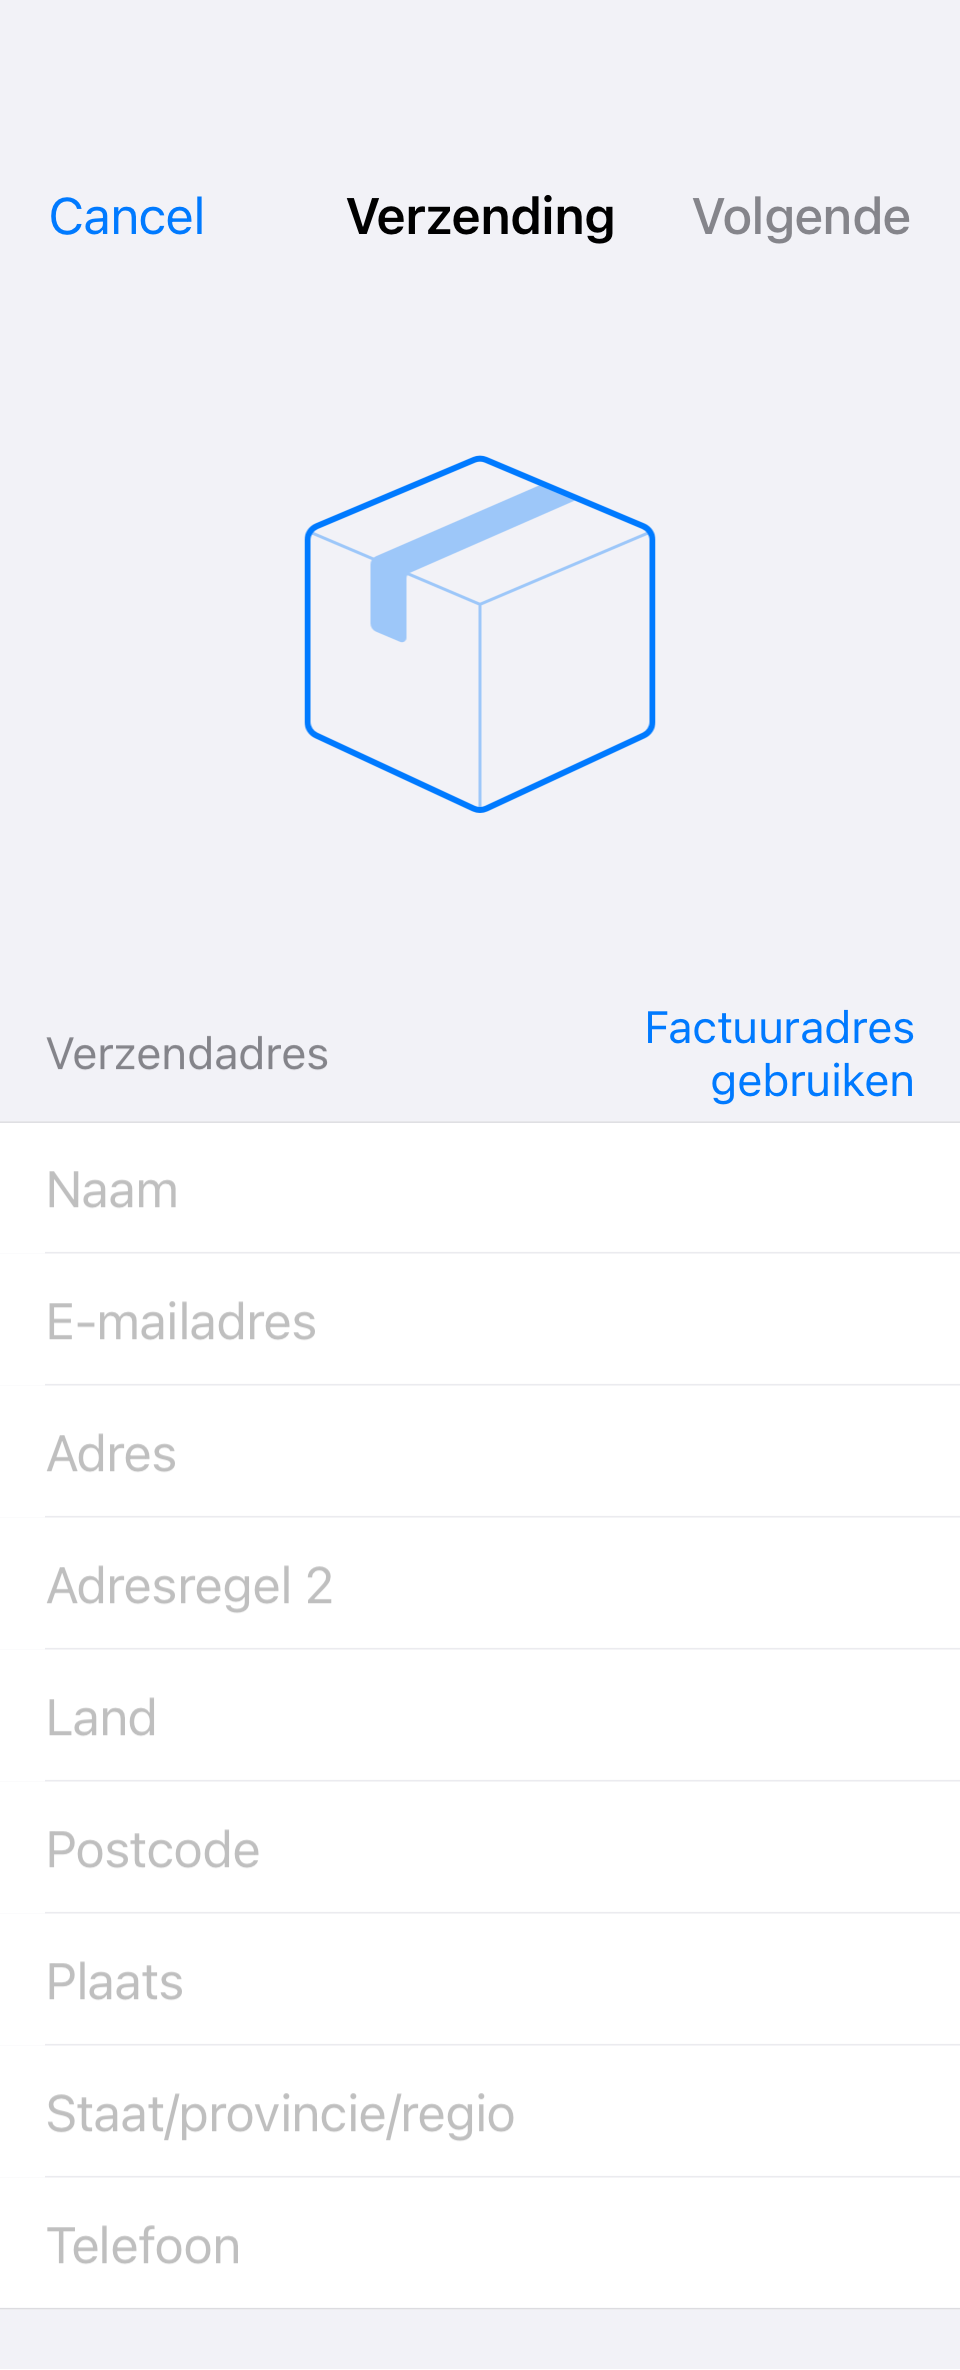 Cancel Verzending Volgende
Verzendadres
Factuuradres
gebruiken
Naam
E-mailadres
Adres
Adresregel 2
Land
Postcode
Plaats
Staat/provincie/regio
Telefoon